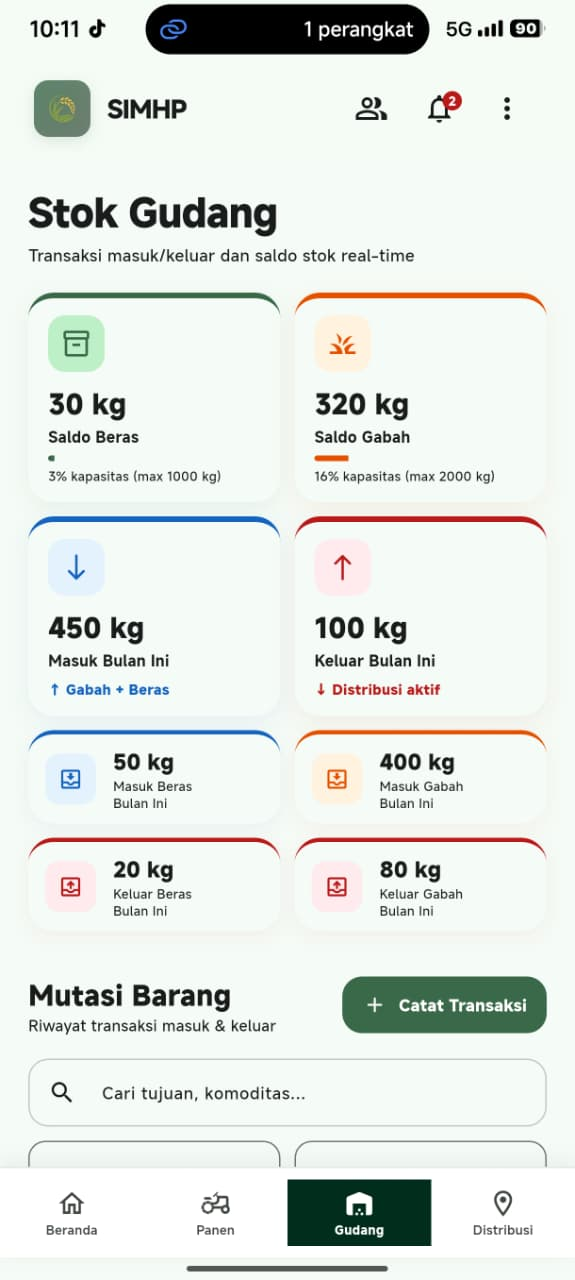 10:11
1 perangkat
5G
90
SIMHP
2
Stok Gudang
Transaksi masuk/keluar dan saldo stok real-time
30 kg
Saldo Beras
3% kapasitas (max 1000 kg)
320 kg
Saldo Gabah
16% kapasitas (max 2000 kg)
450 kg
Masuk Bulan Ini
↑ Gabah + Beras
100 kg
Keluar Bulan Ini
↓ Distribusi aktif
50 kg
Masuk Beras
Bulan Ini
400 kg
Masuk Gabah
Bulan Ini
20 kg
Keluar Beras
Bulan Ini
80 kg
Keluar Gabah
Bulan Ini
Mutasi Barang
Riwayat transaksi masuk & keluar
+ Catat Transaksi
Cari tujuan, komoditas...
Beranda
Panen
Gudang
Distribusi